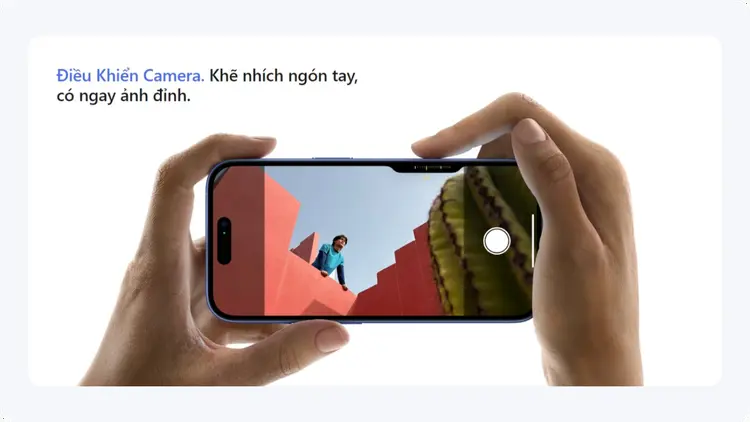 Điều Khiển Camera. Khẽ nhích ngón tay,
có ngay ảnh đỉnh.